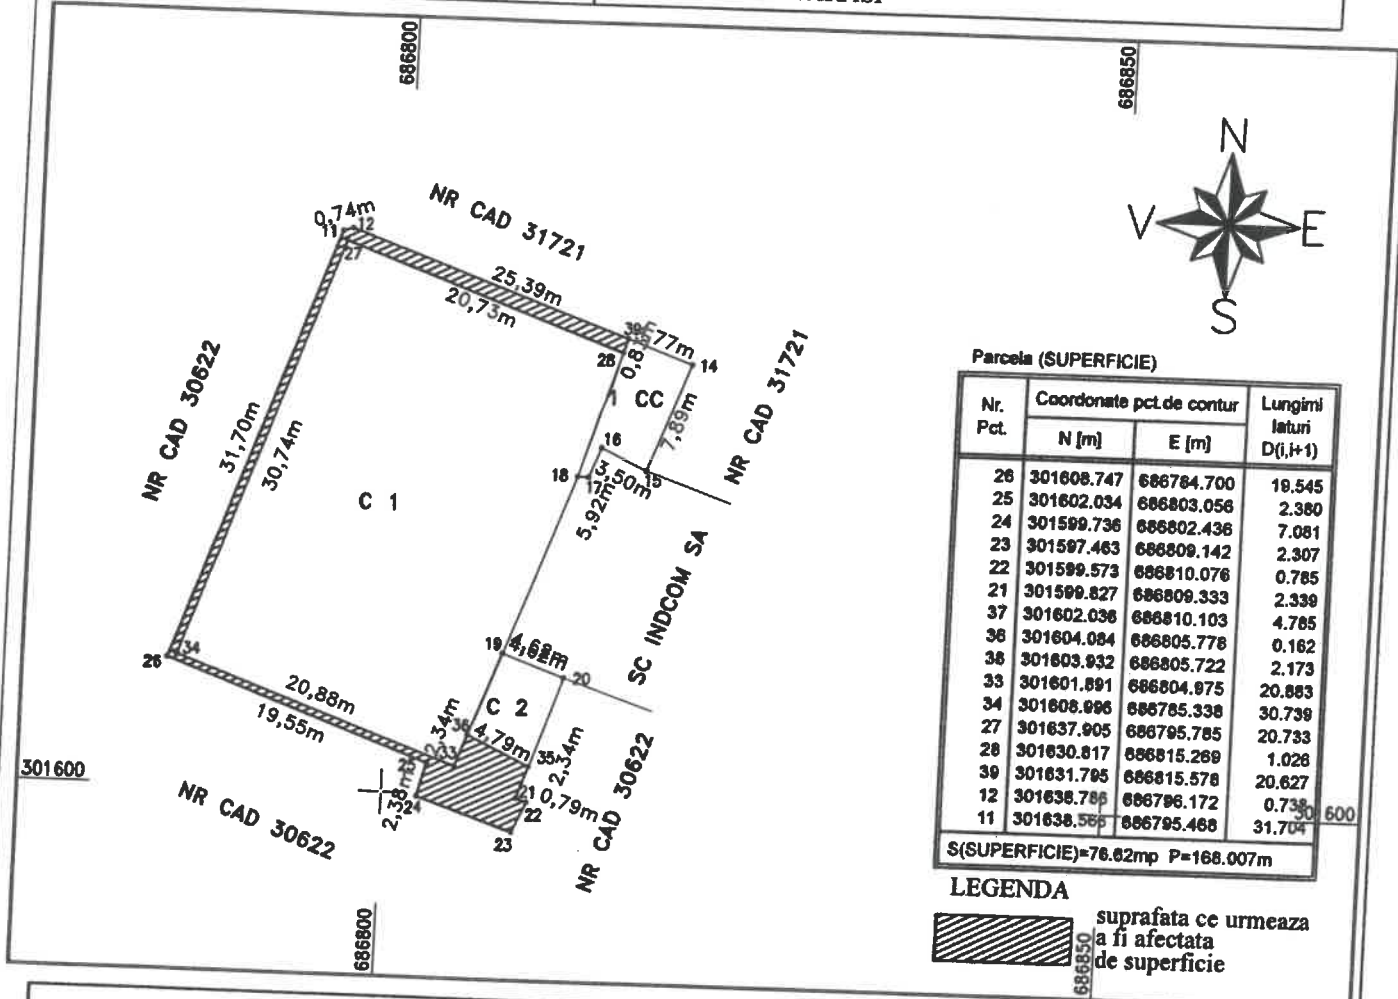 686800
686850
N
V
E
S
NR CAD 31721
0,74m
11
12
27
25,39m
20,73m
28
39
77m
14
0,8
1
CC
7,89m
NR CAD 31721
16
15
3,50m
18
17
5,92m
NR CAD 30622
31,70m
30,74m
C 1
SC INDCOM SA
19
4,62m
20
26
34
20,88m
19,55m
C 2
36
2,34m
4,79m
35
2,34m
33
24
2,38m
21
0,79m
22
23
NR CAD 30622
NR CAD 30622
301600
686800
Parcela (SUPERFICIE)
Nr. Pct.
Coordonate pct.de contur
Lungimi laturi D(i,i+1)
N [m]
E [m]
26 301608.747 686784.700 19.545
25 301602.034 686803.056 2.380
24 301599.736 686802.436 7.081
23 301597.463 686809.142 2.307
22 301599.573 686810.076 0.785
21 301599.827 686809.333 2.339
37 301602.036 686810.103 4.785
36 301604.084 686805.778 0.162
38 301603.932 686805.722 2.173
33 301601.891 686804.975 20.883
34 301608.996 686785.338 30.739
27 301637.905 686795.785 20.733
28 301630.817 686815.269 1.026
39 301631.795 686815.578 20.627
12 301638.786 686796.172 0.738
11 301638.566 686795.468 31.704
301600
S(SUPERFICIE)=76.62mp P=168.007m
LEGENDA
suprafata ce urmeaza
a fi afectata
de superficie
686850